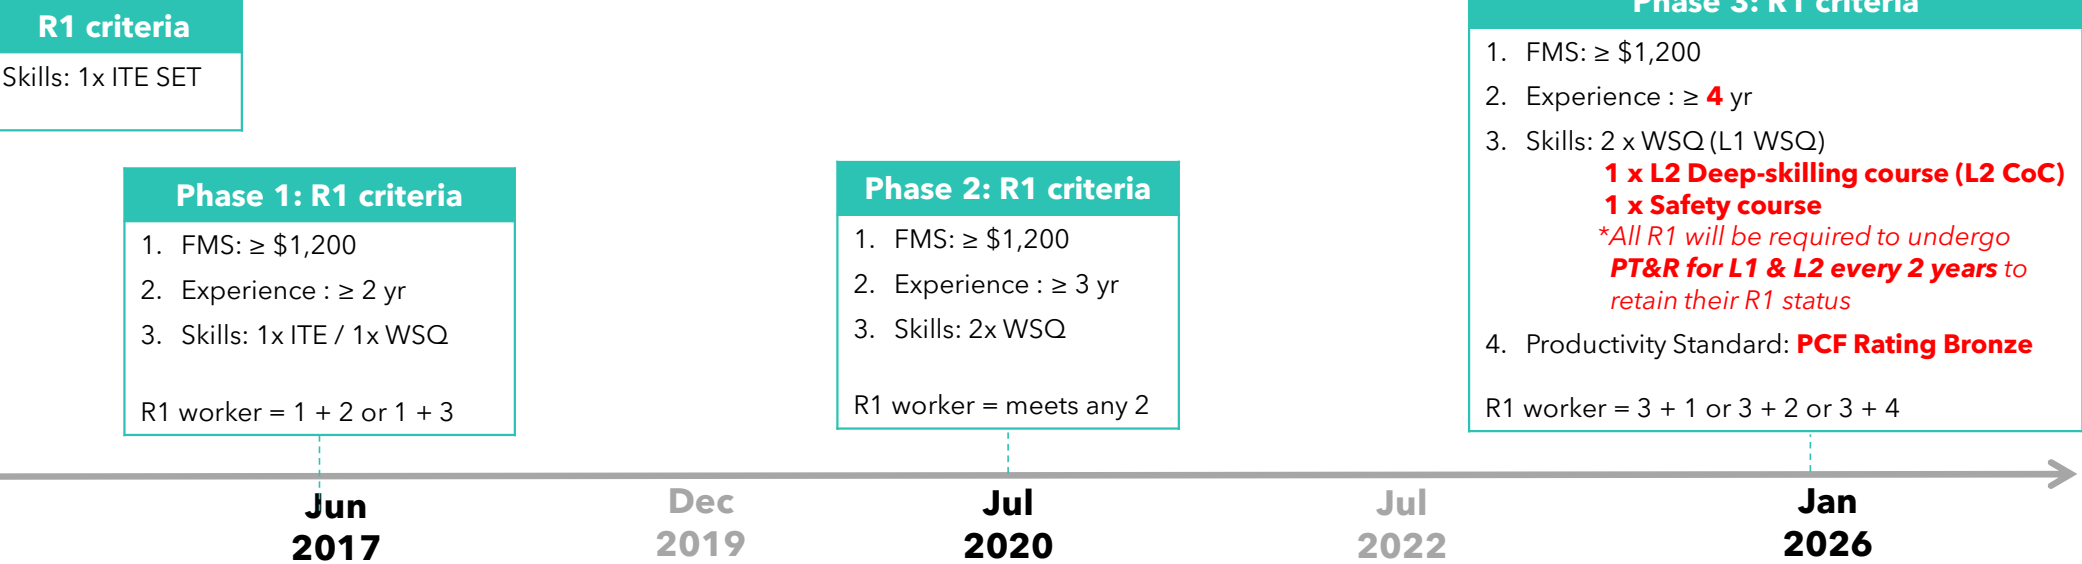 R1 criteria
Skills: 1x ITE SET
Phase 1: R1 criteria
1. FMS: ≥ $1,200
2. Experience : ≥ 2 yr
3. Skills: 1x ITE / 1x WSQ
R1 worker = 1 + 2 or 1 + 3
Phase 2: R1 criteria
1. FMS: ≥ $1,200
2. Experience : ≥ 3 yr
3. Skills: 2x WSQ
R1 worker = meets any 2
Phase 3: R1 criteria
1. FMS: ≥ $1,200
2. Experience : ≥ 4 yr
3. Skills: 2 x WSQ (L1 WSQ)
1 x L2 Deep-skilling course (L2 CoC)
1 x Safety course
*All R1 will be required to undergo
PT&R for L1 & L2 every 2 years to
retain their R1 status
4. Productivity Standard: PCF Rating Bronze
R1 worker = 3 + 1 or 3 + 2 or 3 + 4
Jun
2017
Dec
2019
Jul
2020
Jul
2022
Jan
2026